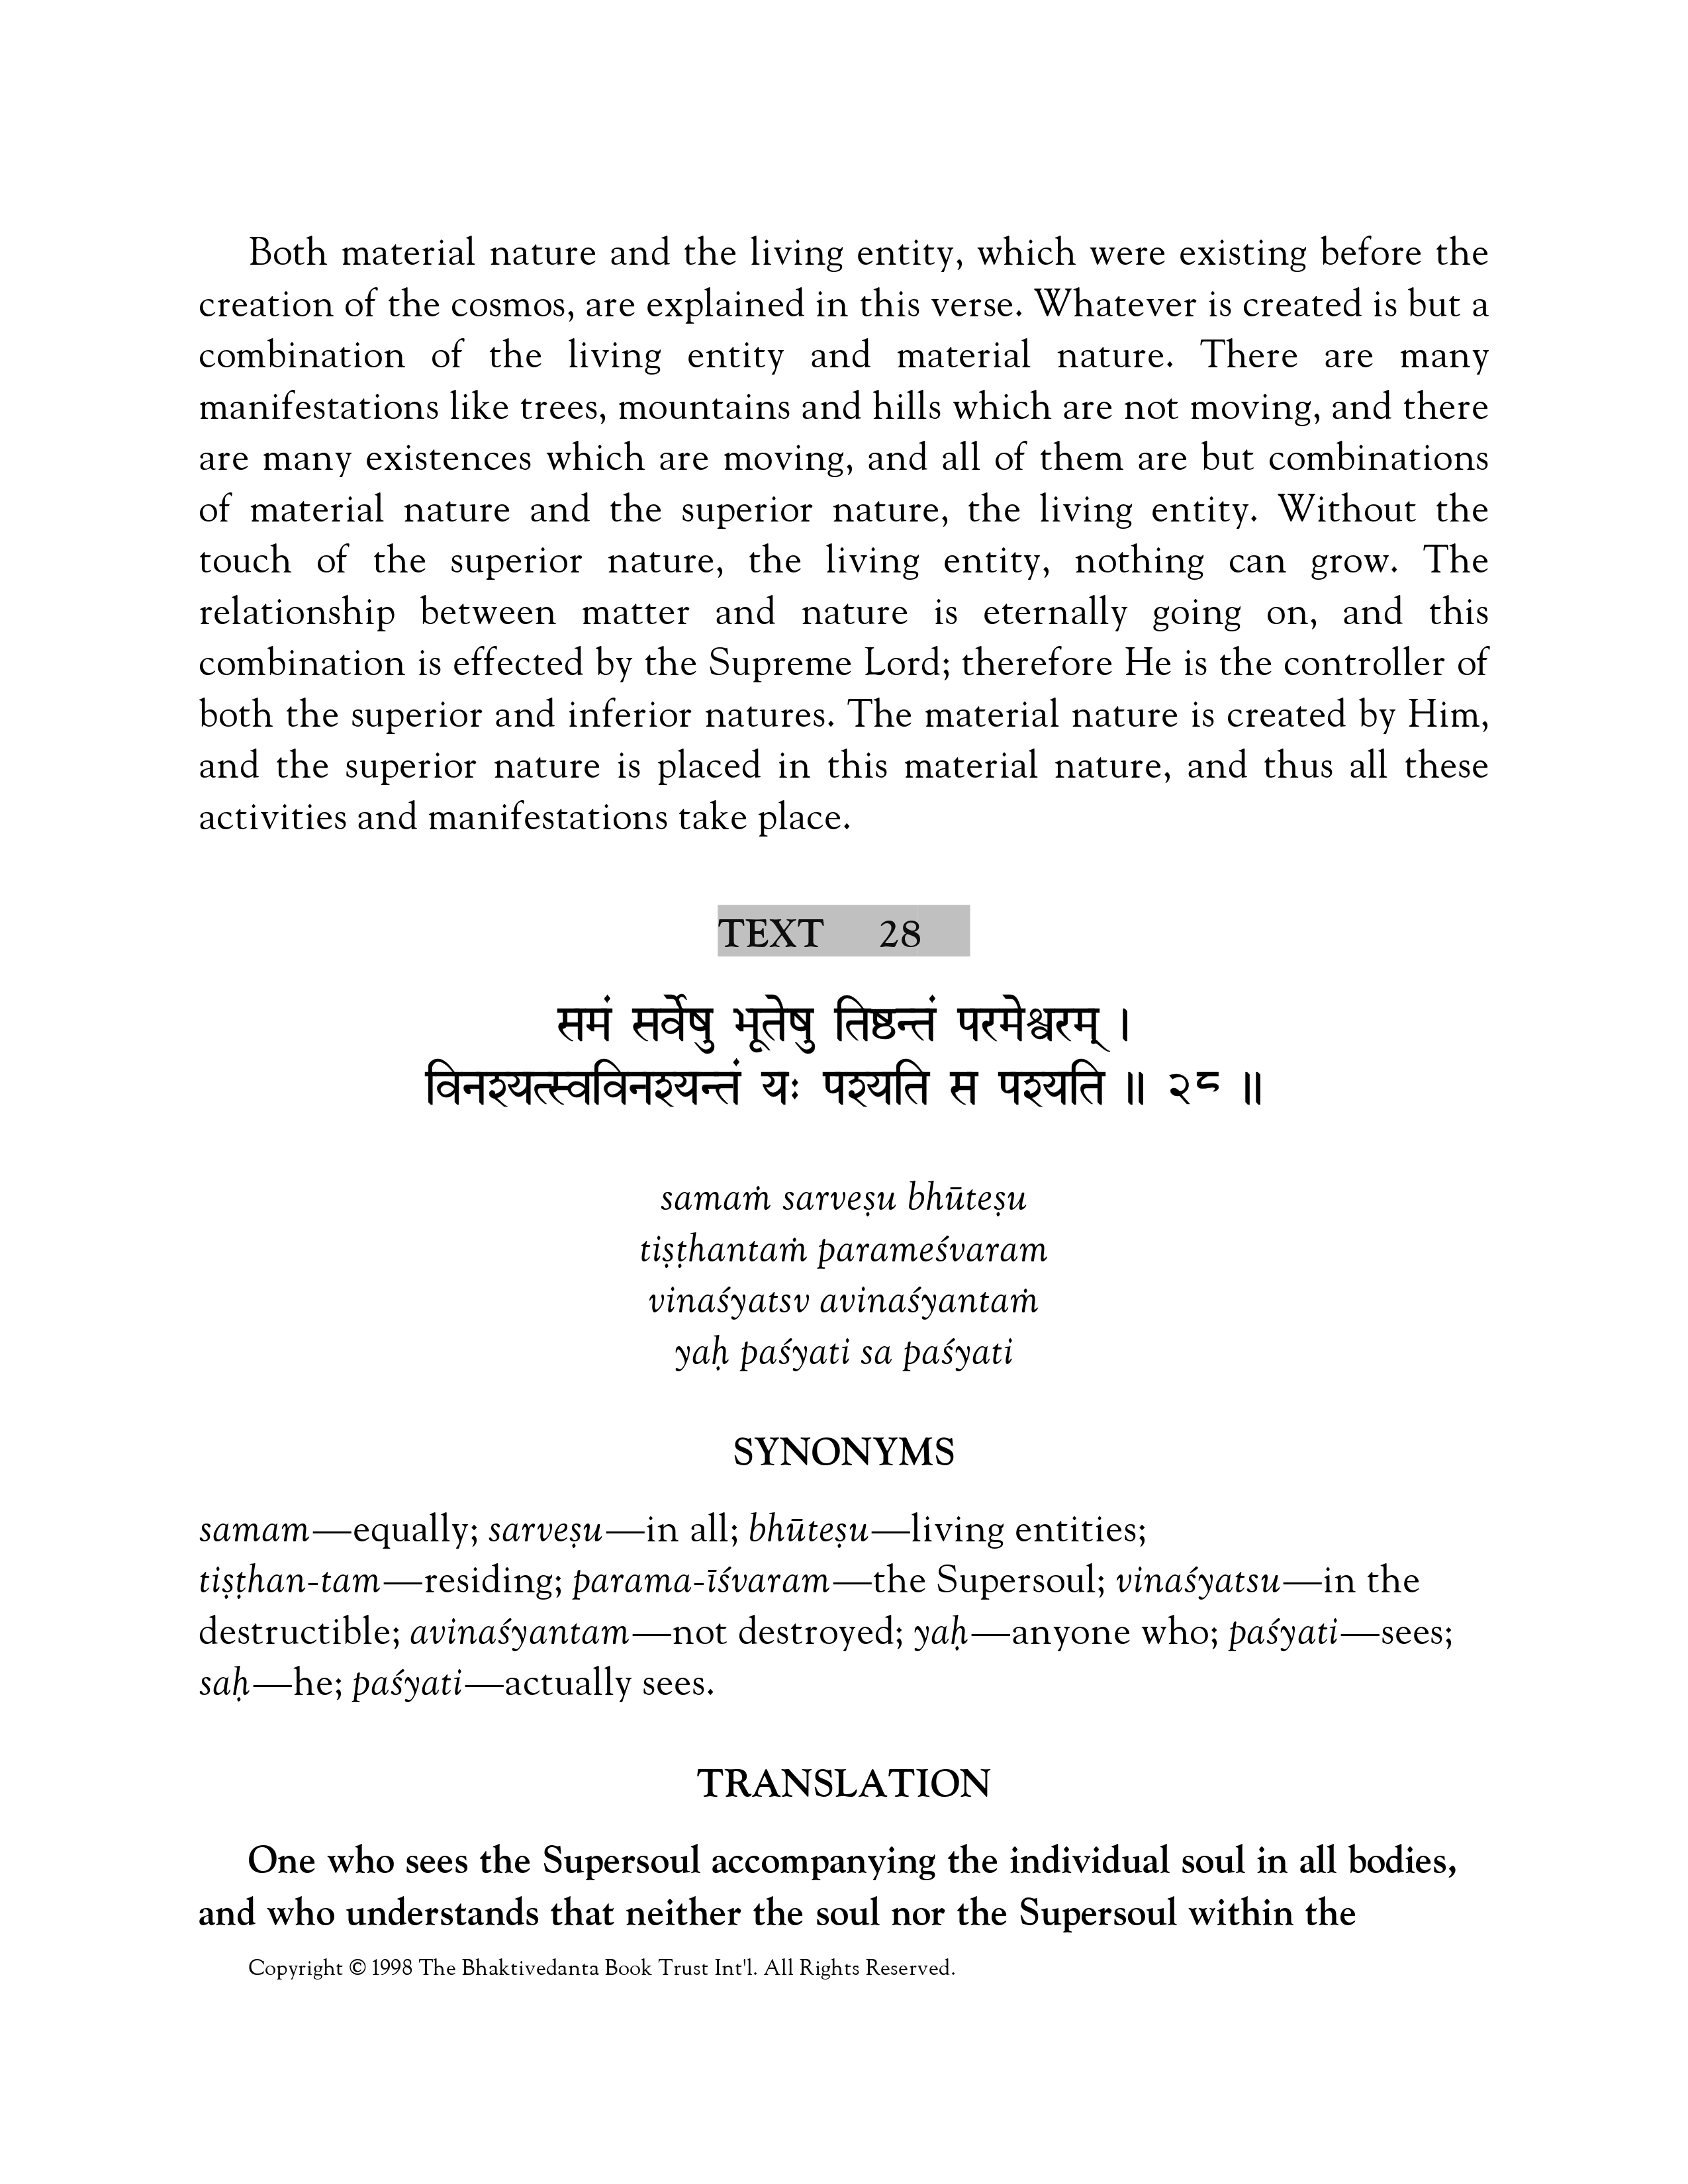 Both material nature and the living entity, which were existing before the
creation of the cosmos, are explained in this verse. Whatever is created is but a
combination of the living entity and material nature. There are many
manifestations like trees, mountains and hills which are not moving, and there
are many existences which are moving, and all of them are but combinations
of material nature and the superior nature, the living entity. Without the
touch of the superior nature, the living entity, nothing can grow. The
relationship between matter and nature is eternally going on, and this
combination is effected by the Supreme Lord; therefore He is the controller of
both the superior and inferior natures. The material nature is created by Him,
and the superior nature is placed in this material nature, and thus all these
activities and manifestations take place.
TEXT 28
समं सर्वेषु भूतेषु तिष्ठन्तं परमेश्वरम् ।
विनश्यत्स्वविनश्यन्तं यः पश्यति स पश्यति ॥ २८ ॥
samaṁ sarveṣu bhūteṣu
tiṣṭhantaṁ parameśvaram
vinaśyatsv avinaśyantaṁ
yaḥ paśyati sa paśyati
SYNONYMS
samam—equally; sarveṣu—in all; bhūteṣu—living entities;
tiṣṭhan-tam—residing; parama-īśvaram—the Supersoul; vinaśyatsu—in the
destructible; avinaśyantam—not destroyed; yaḥ—anyone who; paśyati—sees;
saḥ—he; paśyati—actually sees.
TRANSLATION
One who sees the Supersoul accompanying the individual soul in all bodies,
and who understands that neither the soul nor the Supersoul within the
Copyright © 1998 The Bhaktivedanta Book Trust Int'l. All Rights Reserved.